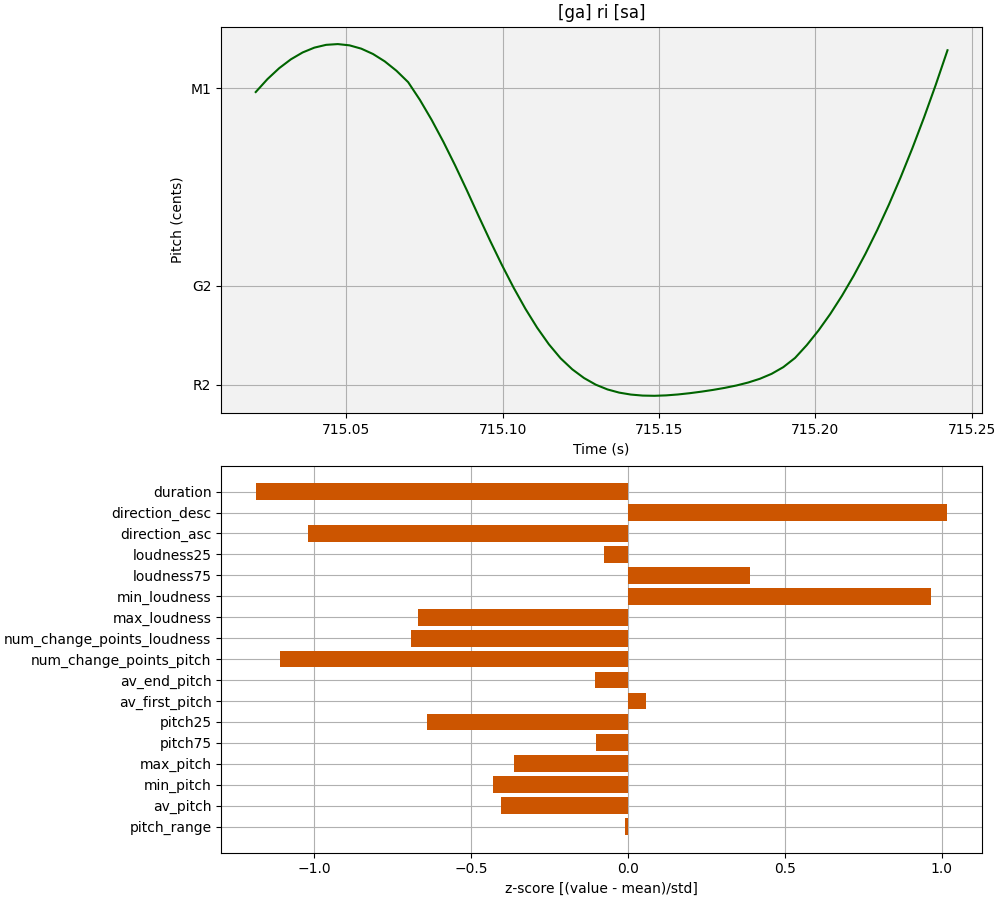 [ga] ri [sa]
M1
G2
R2
Pitch (cents)
715.05 715.10 715.15 715.20 715.25
Time (s)
duration
direction_desc
direction_asc
loudness25
loudness75
min_loudness
max_loudness
num_change_points_loudness
num_change_points_pitch
av_end_pitch
av_first_pitch
pitch25
pitch75
max_pitch
min_pitch
av_pitch
pitch_range
−1.0 −0.5 0.0 0.5 1.0
z-score [(value - mean)/std]